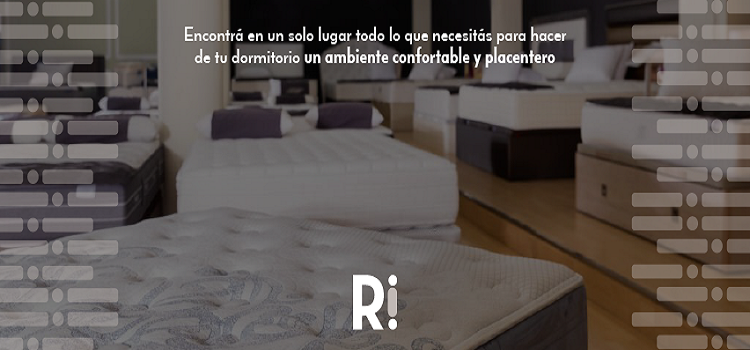 Encontrá en un solo lugar todo lo que necesitás para hacer
de tu dormitorio un ambiente confortable y placentero
Ri